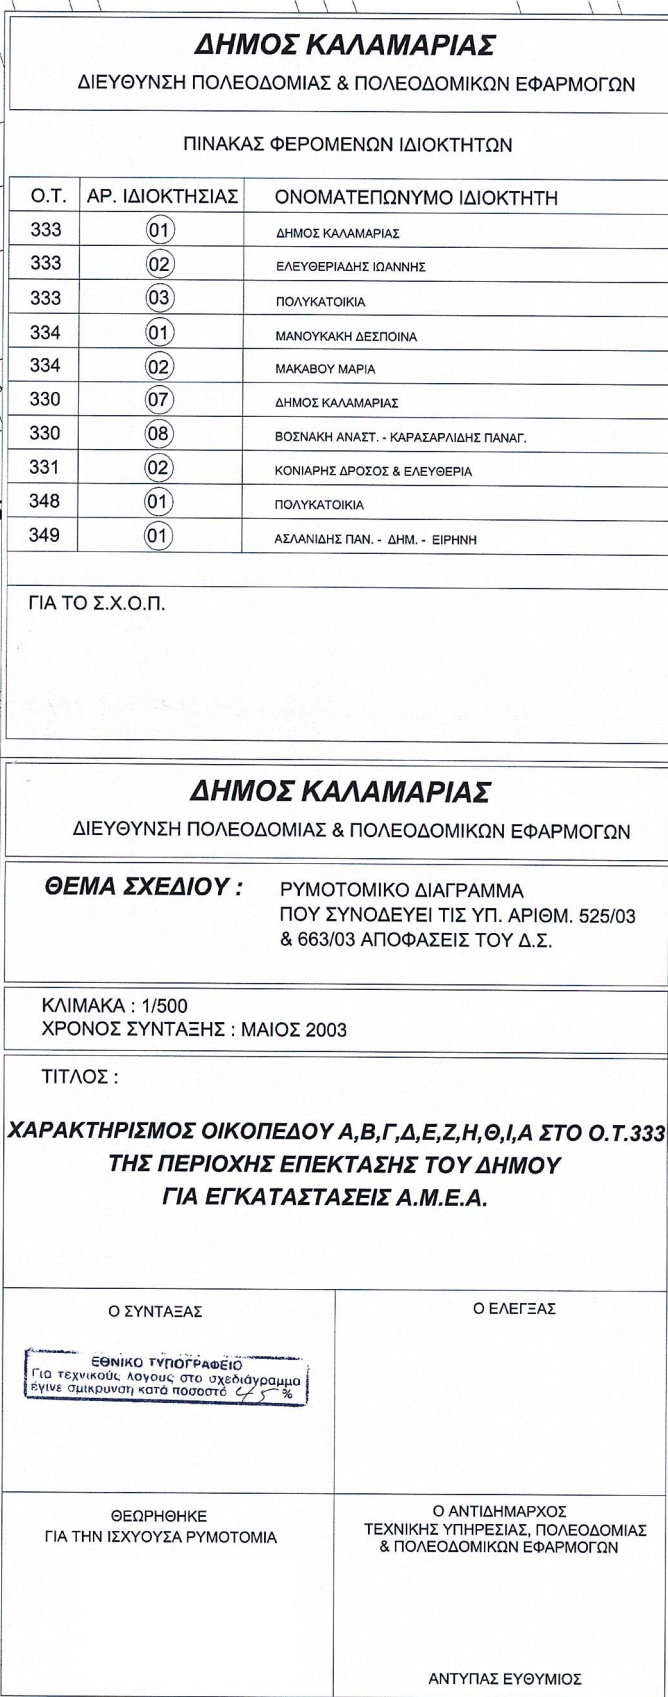 ΔΗΜΟΣ ΚΑΛΑΜΑΡΙΑΣ
ΔΙΕΥΘΥΝΣΗ ΠΟΛΕΟΔΟΜΙΑΣ & ΠΟΛΕΟΔΟΜΙΚΩΝ ΕΦΑΡΜΟΓΩΝ
ΠΙΝΑΚΑΣ ΦΕΡΟΜΕΝΩΝ ΙΔΙΟΚΤΗΤΩΝ
Ο.Τ. ΑΡ. ΙΔΙΟΚΤΗΣΙΑΣ ΟΝΟΜΑΤΕΠΩΝΥΜΟ ΙΔΙΟΚΤΗΤΗ
333 01 ΔΗΜΟΣ ΚΑΛΑΜΑΡΙΑΣ
333 02 ΕΛΕΥΘΕΡΙΑΔΗΣ ΙΩΑΝΝΗΣ
333 03 ΠΟΛΥΚΑΤΟΙΚΙΑ
334 01 ΜΑΝΟΥΚΑΚΗ ΔΕΣΠΟΙΝΑ
334 02 ΜΑΚΑΒΟΥ ΜΑΡΙΑ
330 07 ΔΗΜΟΣ ΚΑΛΑΜΑΡΙΑΣ
330 08 ΒΟΣΝΑΚΗ ΑΝΑΣΤ. - ΚΑΡΑΣΑΡΛΙΔΗΣ ΠΑΝΑΓ.
331 02 ΚΟΝΙΑΡΗΣ ΔΡΟΣΟΣ & ΕΛΕΥΘΕΡΙΑ
348 01 ΠΟΛΥΚΑΤΟΙΚΙΑ
349 01 ΑΣΛΑΝΙΔΗΣ ΠΑΝ. - ΔΗΜ. - ΕΙΡΗΝΗ
ΓΙΑ ΤΟ Σ.Χ.Ο.Π.
ΔΗΜΟΣ ΚΑΛΑΜΑΡΙΑΣ
ΔΙΕΥΘΥΝΣΗ ΠΟΛΕΟΔΟΜΙΑΣ & ΠΟΛΕΟΔΟΜΙΚΩΝ ΕΦΑΡΜΟΓΩΝ
ΘΕΜΑ ΣΧΕΔΙΟΥ : ΡΥΜΟΤΟΜΙΚΟ ΔΙΑΓΡΑΜΜΑ
ΠΟΥ ΣΥΝΟΔΕΥΕΙ ΤΙΣ ΥΠ. ΑΡΙΘΜ. 525/03
& 663/03 ΑΠΟΦΑΣΕΙΣ ΤΟΥ Δ.Σ.
ΚΛΙΜΑΚΑ : 1/500
ΧΡΟΝΟΣ ΣΥΝΤΑΞΗΣ : ΜΑΙΟΣ 2003
ΤΙΤΛΟΣ :
ΧΑΡΑΚΤΗΡΙΣΜΟΣ ΟΙΚΟΠΕΔΟΥ Α,Β,Γ,Δ,Ε,Ζ,Η,Θ,Ι,Α ΣΤΟ Ο.Τ.333
ΤΗΣ ΠΕΡΙΟΧΗΣ ΕΠΕΚΤΑΣΗΣ ΤΟΥ ΔΗΜΟΥ
ΓΙΑ ΕΓΚΑΤΑΣΤΑΣΕΙΣ Α.Μ.Ε.Α.
Ο ΣΥΝΤΑΞΑΣ
ΕΘΝΙΚΟ ΤΥΠΟΓΡΑΦΕΙΟ
Για τεχνικούς λόγους στο σχεδιάγραμμα
έγινε σμίκρυνση κατά ποσοστό 45 %
Ο ΕΛΕΓΞΑΣ
ΘΕΩΡΗΘΗΚΕ
ΓΙΑ ΤΗΝ ΙΣΧΥΟΥΣΑ ΡΥΜΟΤΟΜΙΑ
Ο ΑΝΤΙΔΗΜΑΡΧΟΣ
ΤΕΧΝΙΚΗΣ ΥΠΗΡΕΣΙΑΣ, ΠΟΛΕΟΔΟΜΙΑΣ
& ΠΟΛΕΟΔΟΜΙΚΩΝ ΕΦΑΡΜΟΓΩΝ
ΑΝΤΥΠΑΣ ΕΥΘΥΜΙΟΣ